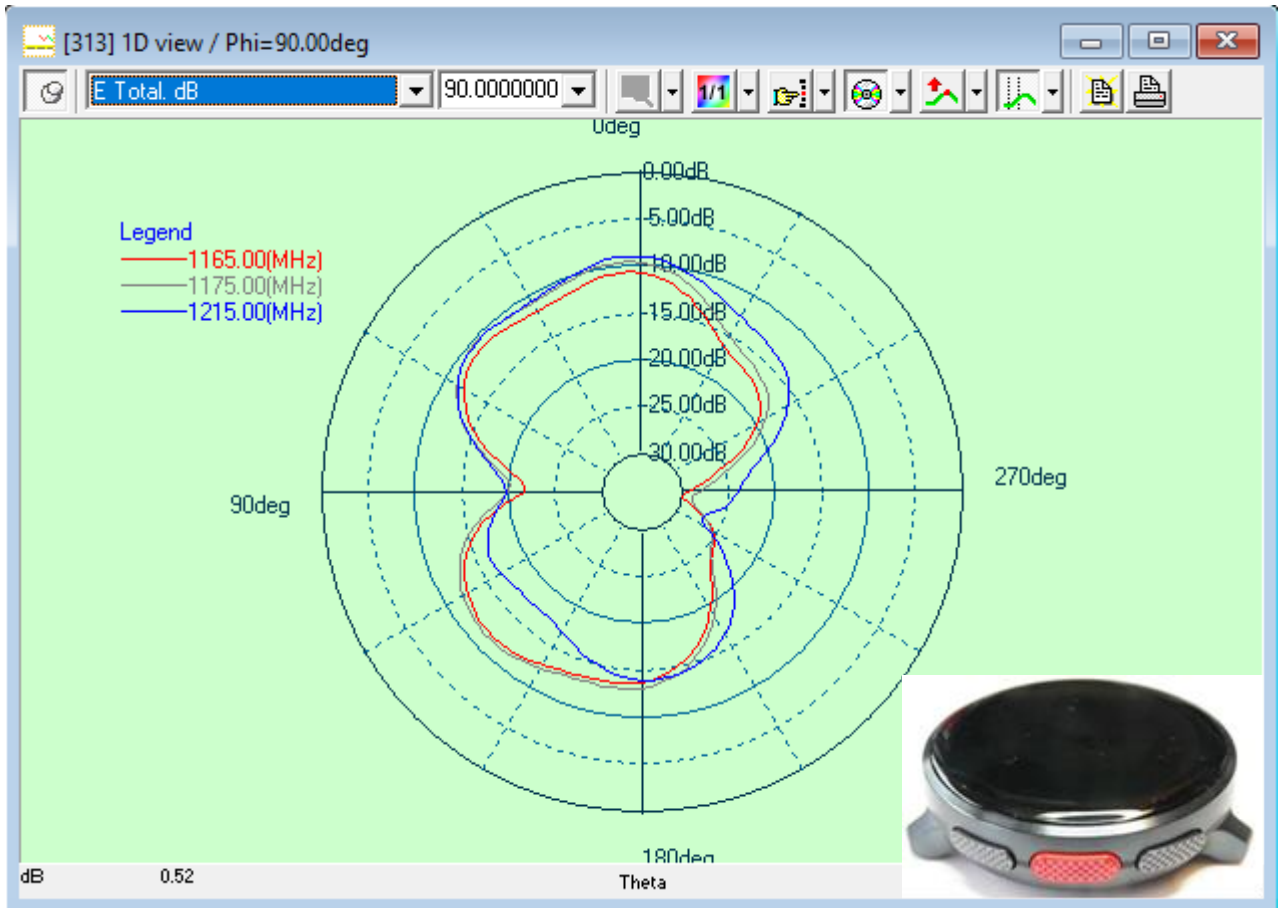 [313] 1D view / Phi=90.00deg
E Total. dB
90.0000000
1/1
0deg
0.00dB
-5.00dB
-10.00dB
-15.00dB
-20.00dB
-25.00dB
-30.00dB
Legend
1165.00(MHz)
1175.00(MHz)
1215.00(MHz)
90deg
270deg
180deg
dB
0.52
Theta